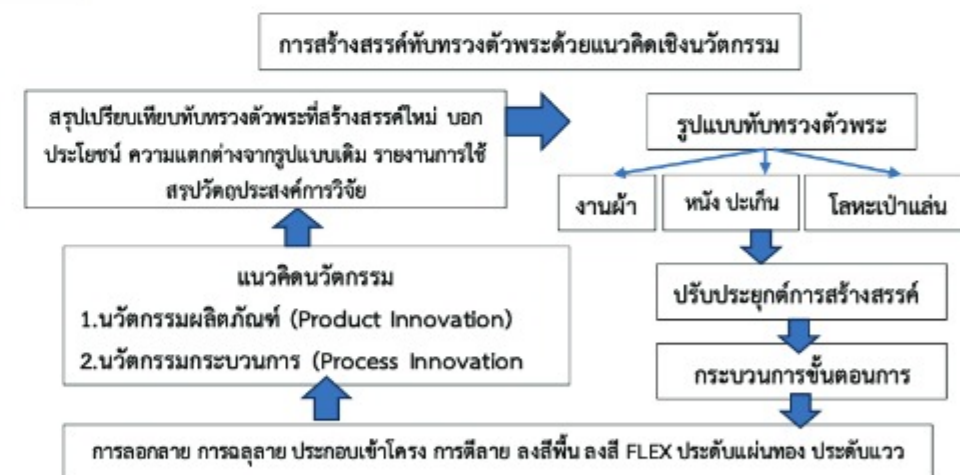 การสร้างสรรค์ทับทรวงตัวพระด้วยแนวคิดเชิงนวัตกรรม
สรุปเปรียบเทียบทับทรวงตัวพระที่สร้างสรรค์ใหม่ บอก
ประโยชน์ ความแตกต่างจากรูปแบบเดิม รายงานการใช้
สรุปวัตถุประสงค์การวิจัย
รูปแบบทับทรวงตัวพระ
งานผ้า
หนัง ปะเก็น
โลหะเป่าแล่น
แนวคิดนวัตกรรม
1.นวัตกรรมผลิตภัณฑ์ (Product Innovation)
2.นวัตกรรมกระบวนการ (Process Innovation
ปรับประยุกต์การสร้างสรรค์
กระบวนการขั้นตอนการ
การลอกลาย การฉลุลาย ประกอบเข้าโครง การตีลาย ลงสีพื้น ลงสี FLEX ประดับแผ่นทอง ประดับแวว